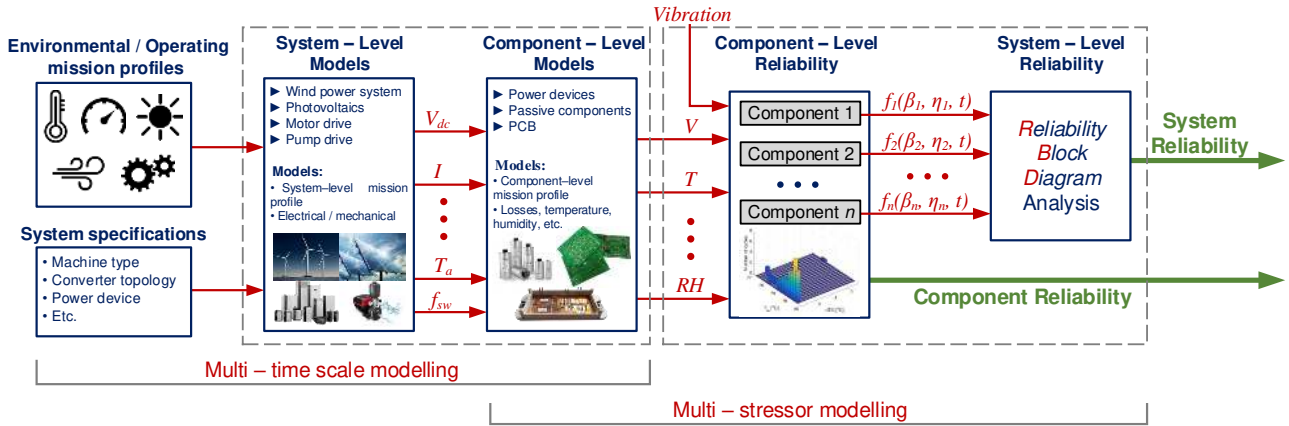 Environmental / Operating
mission profiles
System specifications
• Machine type
• Converter topology
• Power device
• Etc.
System – Level
Models
► Wind power system
► Photovoltaics
► Motor drive
► Pump drive
Models:
• System–level mission
profile
• Electrical / mechanical
V_dc
I
T_a
f_sw
Component – Level
Models
► Power devices
► Passive components
► PCB
Models:
• Component–level
mission profile
• Losses, temperature,
humidity, etc.
Vibration
V
T
RH
Component – Level
Reliability
Component 1
Component 2
Component n
f_1(β_1, η_1, t)
f_2(β_2, η_2, t)
f_n(β_n, η_n, t)
System – Level
Reliability
Reliability
Block
Diagram
Analysis
System
Reliability
Component Reliability
Multi – time scale modelling
Multi – stressor modelling